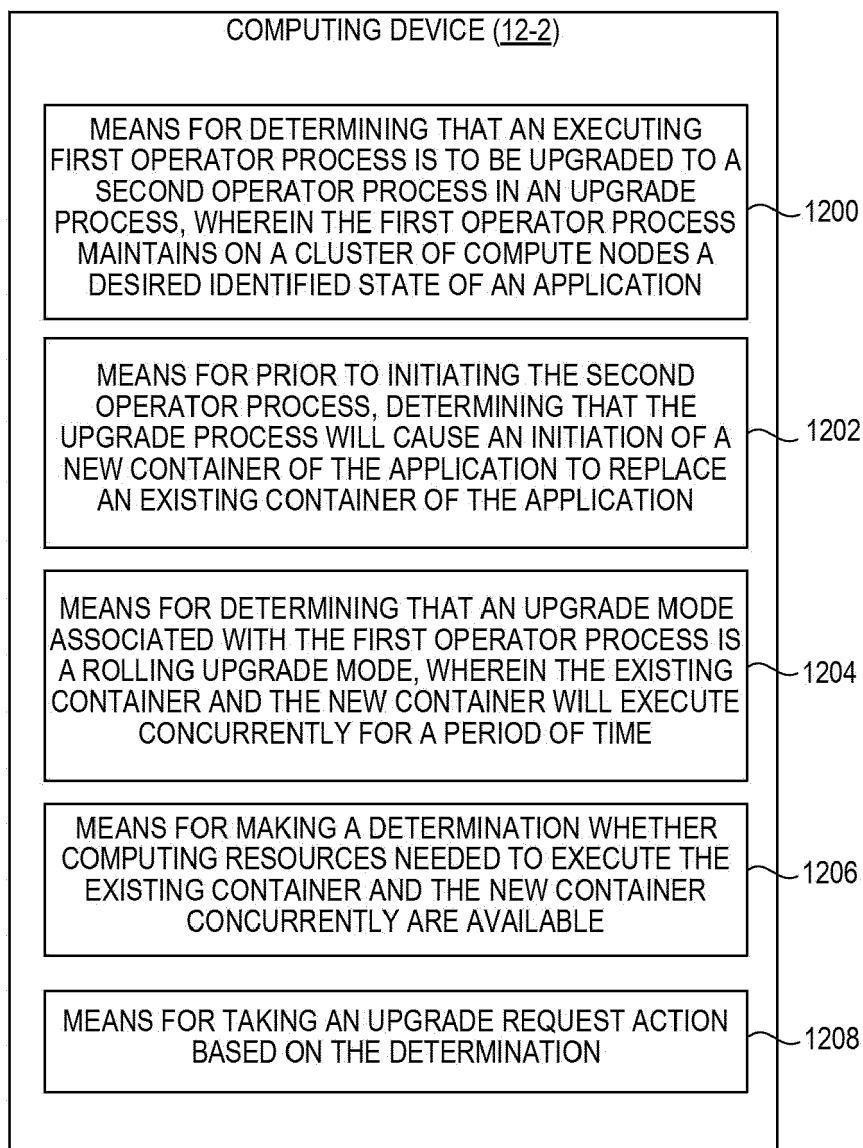 COMPUTING DEVICE (12-2)
MEANS FOR DETERMINING THAT AN EXECUTING
FIRST OPERATOR PROCESS IS TO BE UPGRADED TO A
SECOND OPERATOR PROCESS IN AN UPGRADE
PROCESS, WHEREIN THE FIRST OPERATOR PROCESS
MAINTAINS ON A CLUSTER OF COMPUTE NODES A
DESIRED IDENTIFIED STATE OF AN APPLICATION
1200
MEANS FOR PRIOR TO INITIATING THE SECOND
OPERATOR PROCESS, DETERMINING THAT THE
UPGRADE PROCESS WILL CAUSE AN INITIATION OF A
NEW CONTAINER OF THE APPLICATION TO REPLACE
AN EXISTING CONTAINER OF THE APPLICATION
1202
MEANS FOR DETERMINING THAT AN UPGRADE MODE
ASSOCIATED WITH THE FIRST OPERATOR PROCESS IS
A ROLLING UPGRADE MODE, WHEREIN THE EXISTING
CONTAINER AND THE NEW CONTAINER WILL EXECUTE
CONCURRENTLY FOR A PERIOD OF TIME
1204
MEANS FOR MAKING A DETERMINATION WHETHER
COMPUTING RESOURCES NEEDED TO EXECUTE THE
EXISTING CONTAINER AND THE NEW CONTAINER
CONCURRENTLY ARE AVAILABLE
1206
MEANS FOR TAKING AN UPGRADE REQUEST ACTION
BASED ON THE DETERMINATION
1208